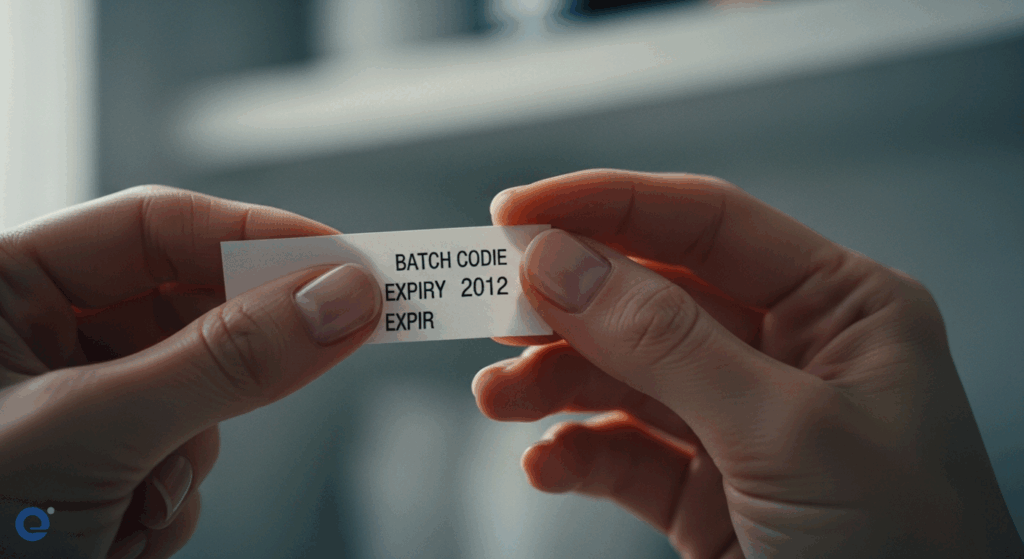 BATCH CODIE
EXPIRY 2012
EXPIR